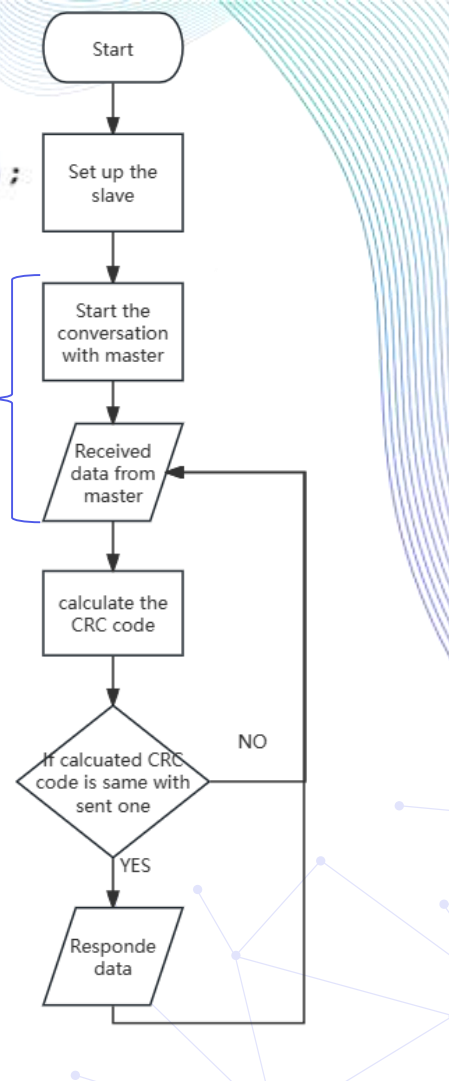 Start
Set up the
slave
;
Start the
conversation
with master
Received
data from
master
calculate the
CRC code
If calcuated CRC
code is same with
sent one
NO
YES
Responde
data